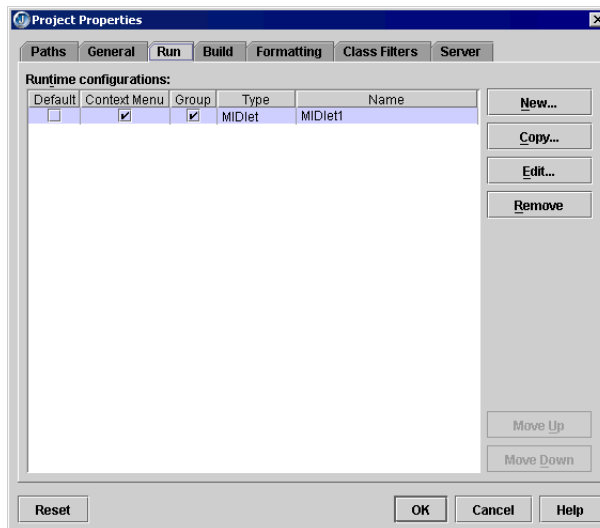 Project Properties
Paths General Run Build Formatting Class Filters Server
Runtime configurations:
Default Context Menu Group Type Name
MIDlet MIDlet1
New...
Copy...
Edit...
Remove
Move Up
Move Down
Reset OK Cancel Help